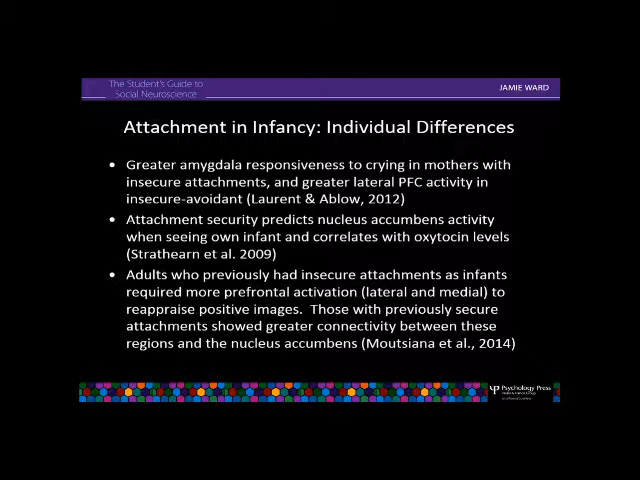 The Student's Guide to
Social Neuroscience
JAMIE WARD
Attachment in Infancy: Individual Differences
• Greater amygdala responsiveness to crying in mothers with
insecure attachments, and greater lateral PFC activity in
insecure-avoidant (Laurent & Ablow, 2012)
• Attachment security predicts nucleus accumbens activity
when seeing own infant and correlates with oxytocin levels
(Strathearn et al. 2009)
• Adults who previously had insecure attachments as infants
required more prefrontal activation (lateral and medial) to
reappraise positive images. Those with previously secure
attachments showed greater connectivity between these
regions and the nucleus accumbens (Moutsiana et al., 2014)
Psychology Press